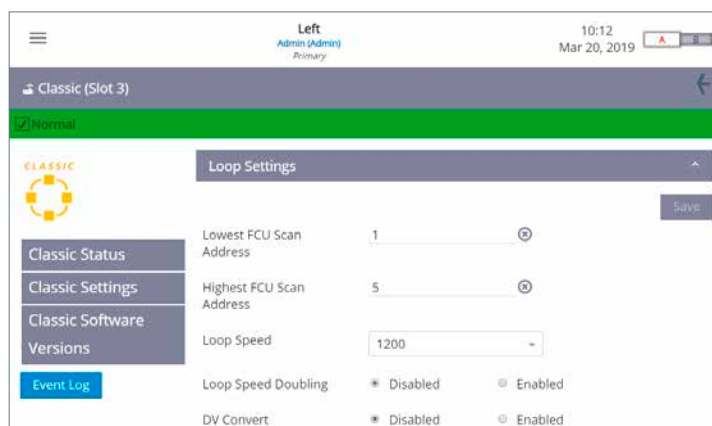 Left
Admin (Admin)
Primary
10:12
Mar 20, 2019
A
B
Classic (Slot 3)
Normal
CLASSIC
Classic Status
Classic Settings
Classic Software
Versions
Event Log
Loop Settings
Save
Lowest FCU Scan
Address
1
Highest FCU Scan
Address
5
Loop Speed
1200
Loop Speed Doubling
Disabled
Enabled
DV Convert
Disabled
Enabled